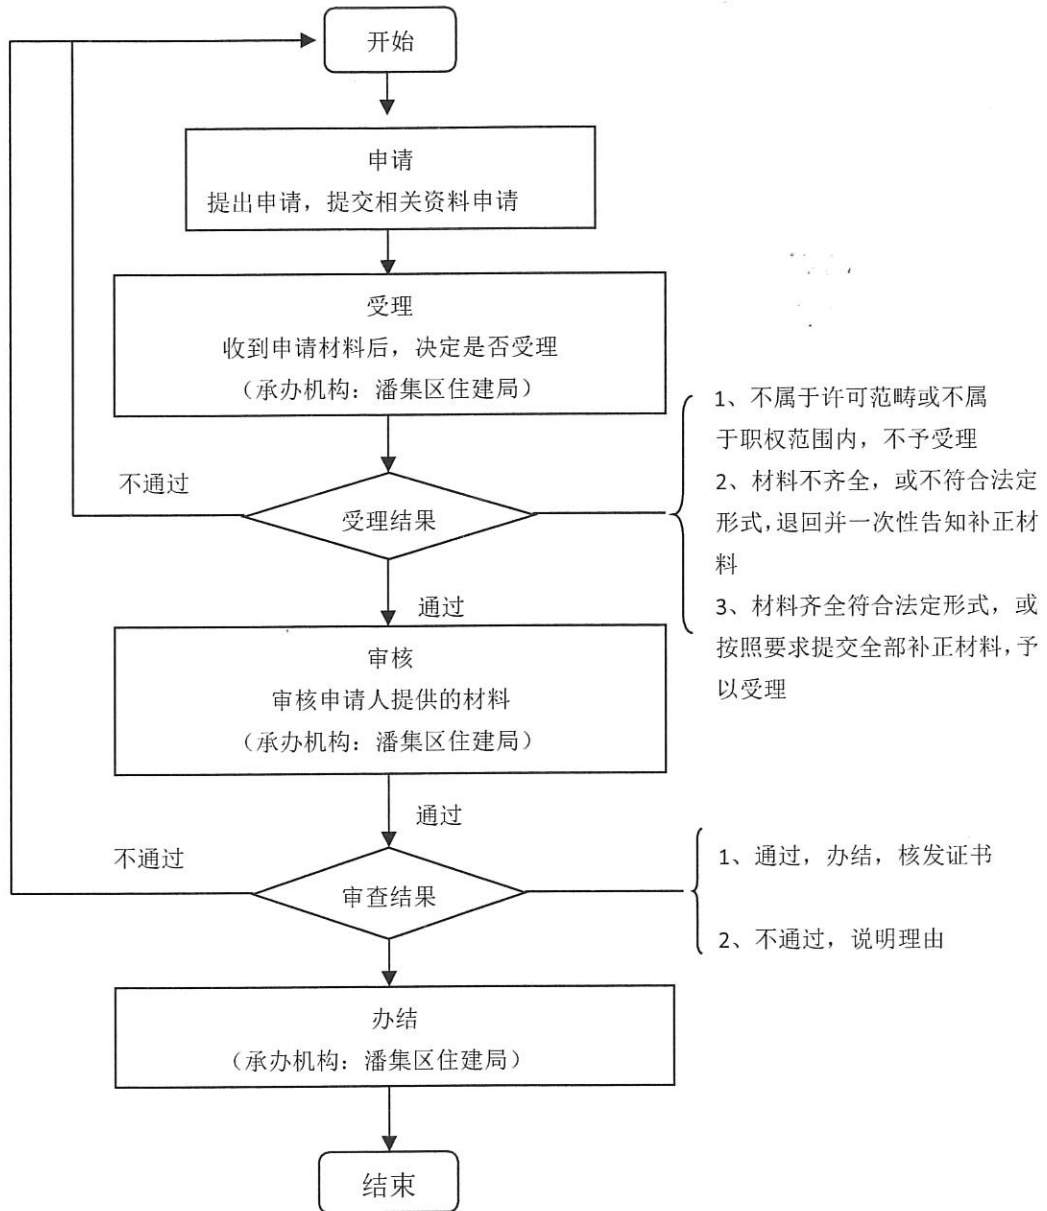 开始
申请
提出申请，提交相关资料申请
受理
收到申请材料后，决定是否受理
（承办机构：潘集区住建局）
1、不属于许可范畴或不属
于职权范围内，不予受理
2、材料不齐全，或不符合法定
形式，退回并一次性告知补正材
料
3、材料齐全符合法定形式，或
按照要求提交全部补正材料，予
以受理
不通过
受理结果
通过
审核
审核申请人提供的材料
（承办机构：潘集区住建局）
通过
不通过
审查结果
1、通过，办结，核发证书
2、不通过，说明理由
办结
（承办机构：潘集区住建局）
结束